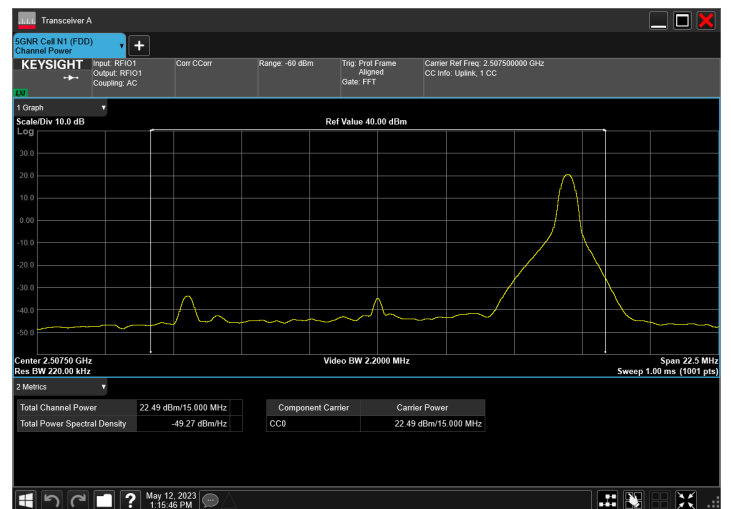 Transceiver A
5GNR Cell N1 (FDD)
Channel Power
KEYSIGHT
LXI
Input: RFIO1
Output: RFIO1
Coupling: AC
Corr CCorr
Range: -60 dBm
Trig: Prot Frame
Aligned
Gate: FFT
Carrier Ref Freq: 2.507500000 GHz
CC Info: Uplink, 1 CC
1 Graph
Scale/Div 10.0 dB
Ref Value 40.00 dBm
Log
30.0
20.0
10.0
0.00
-10.0
-20.0
-30.0
-40.0
-50.0
Center 2.50750 GHz
Video BW 2.2000 MHz
Span 22.5 MHz
Res BW 220.00 kHz
Sweep 1.00 ms (1001 pts)
2 Metrics
Total Channel Power 22.49 dBm/15.000 MHz
Total Power Spectral Density -49.27 dBm/Hz
Component Carrier Carrier Power
CC0 22.49 dBm/15.000 MHz
?
May 12, 2023
1:15:46 PM